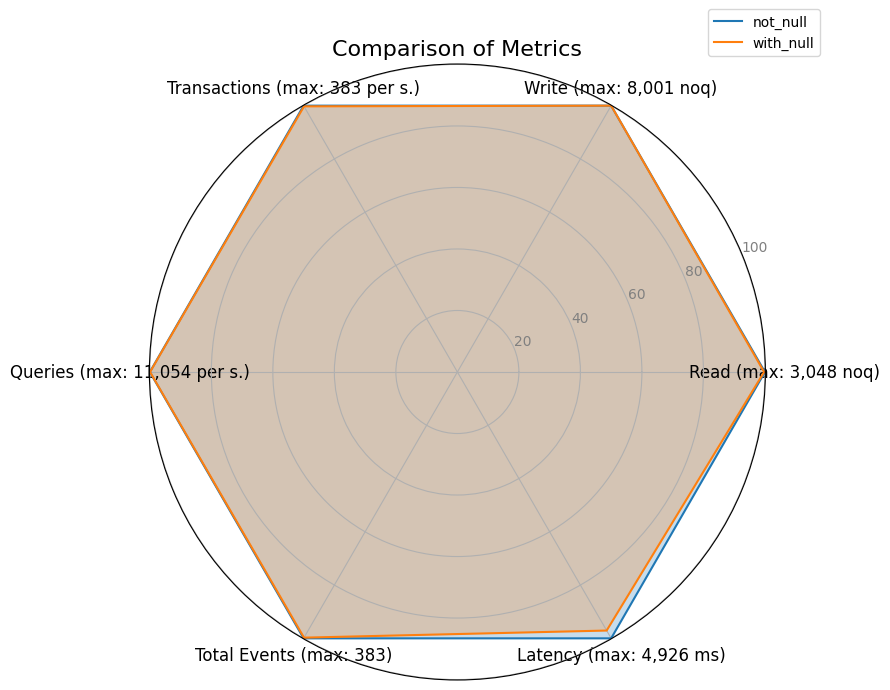 not_null
with_null
Comparison of Metrics
Transactions (max: 383 per s.)
Write (max: 8,001 noq)
100
80
60
40
20
Queries (max: 11,054 per s.)
Read (max: 3,048 noq)
Total Events (max: 383)
Latency (max: 4,926 ms)